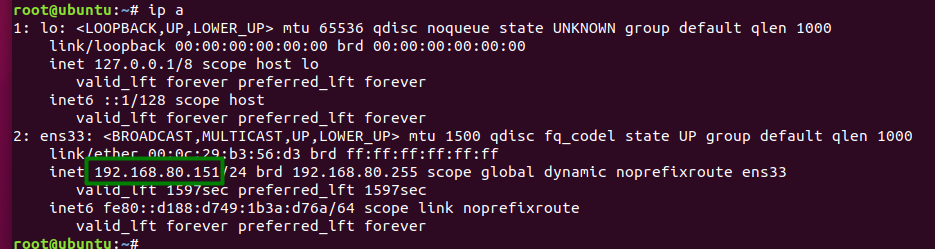 root@ubuntu:~# ip a
1: lo: <LOOPBACK,UP,LOWER_UP> mtu 65536 qdisc noqueue state UNKNOWN group default qlen 1000
link/loopback 00:00:00:00:00:00 brd 00:00:00:00:00:00
inet 127.0.0.1/8 scope host lo
valid_lft forever preferred_lft forever
inet6 ::1/128 scope host
valid_lft forever preferred_lft forever
2: ens33: <BROADCAST,MULTICAST,UP,LOWER_UP> mtu 1500 qdisc fq_codel state UP group default qlen 1000
link/ether 00:0c:29:b3:56:d3 brd ff:ff:ff:ff:ff:ff
inet 192.168.80.151/24 brd 192.168.80.255 scope global dynamic noprefixroute ens33
valid_lft 1597sec preferred_lft 1597sec
inet6 fe80::d188:d749:1b3a:d76a/64 scope link noprefixroute
valid_lft forever preferred_lft forever
root@ubuntu:~#